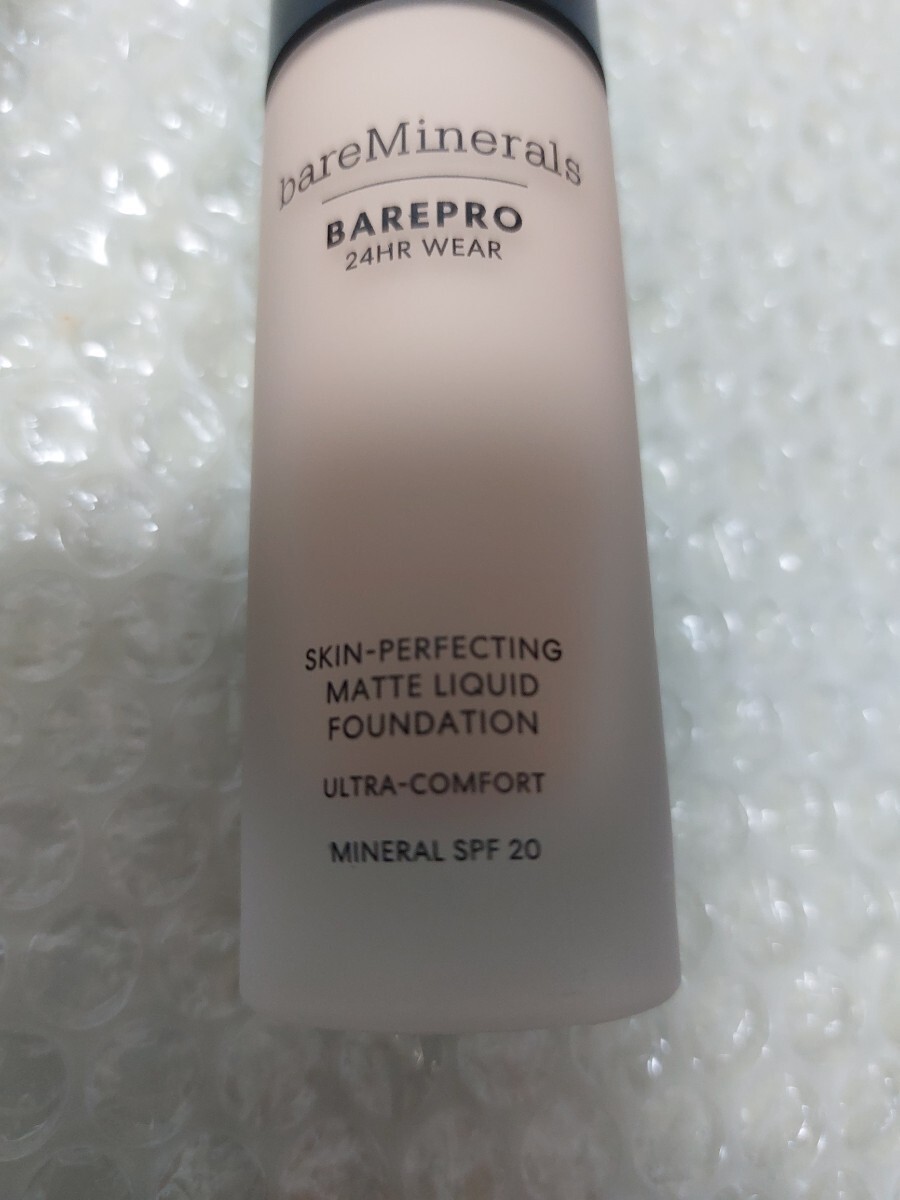 bareMinerals
BAREPRO
24HR WEAR
SKIN-PERFECTING
MATTE LIQUID
FOUNDATION
ULTRA-COMFORT
MINERAL SPF 20